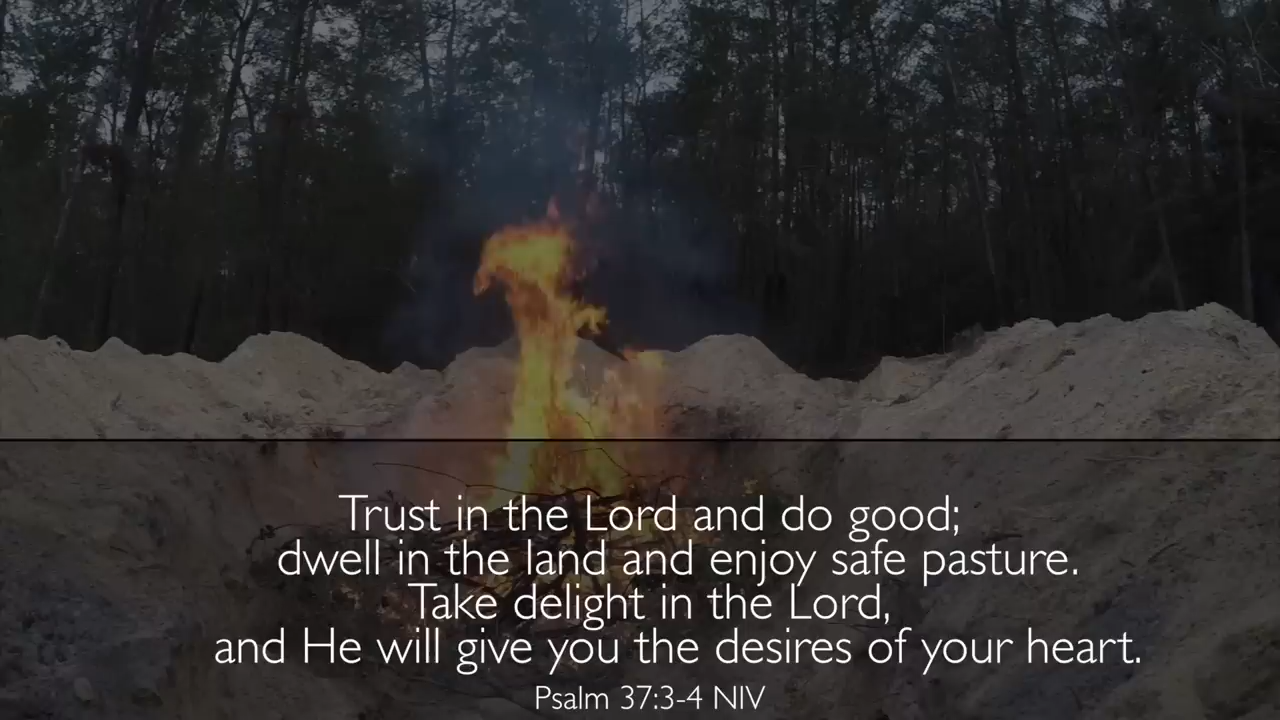 Trust in the Lord and do good;
dwell in the land and enjoy safe pasture.
Take delight in the Lord,
and He will give you the desires of your heart.
Psalm 37:3-4 NIV